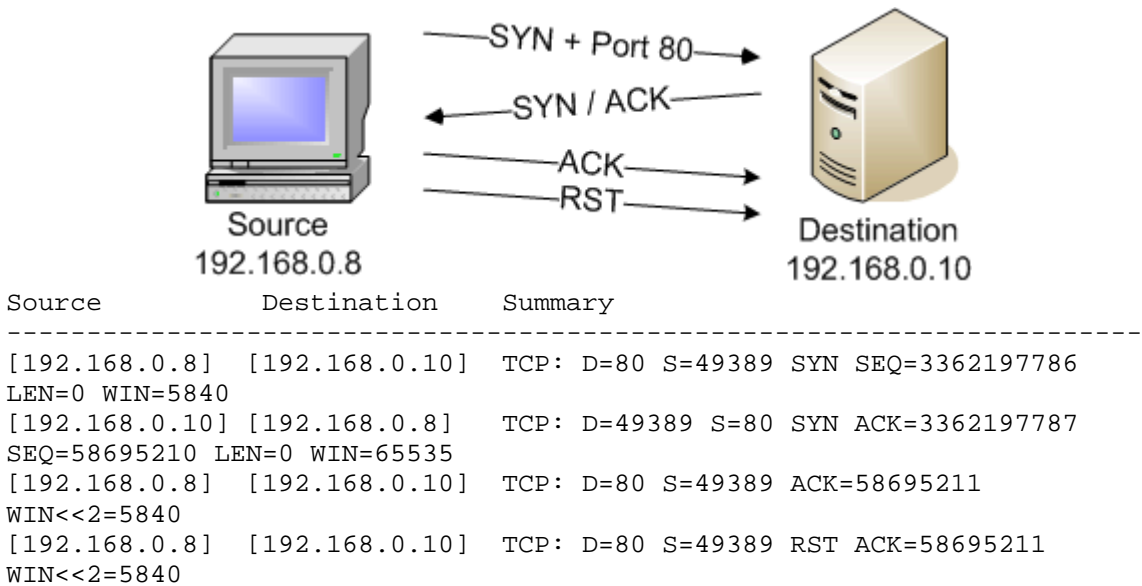 SYN + Port 80
SYN / ACK
ACK
RST
Source
192.168.0.8
Destination
192.168.0.10
Source Destination Summary
-----------------------------------------------------------------------
[192.168.0.8] [192.168.0.10] TCP: D=80 S=49389 SYN SEQ=3362197786
LEN=0 WIN=5840
[192.168.0.10] [192.168.0.8] TCP: D=49389 S=80 SYN ACK=3362197787
SEQ=58695210 LEN=0 WIN=65535
[192.168.0.8] [192.168.0.10] TCP: D=80 S=49389 ACK=58695211
WIN<<2=5840
[192.168.0.8] [192.168.0.10] TCP: D=80 S=49389 RST ACK=58695211
WIN<<2=5840